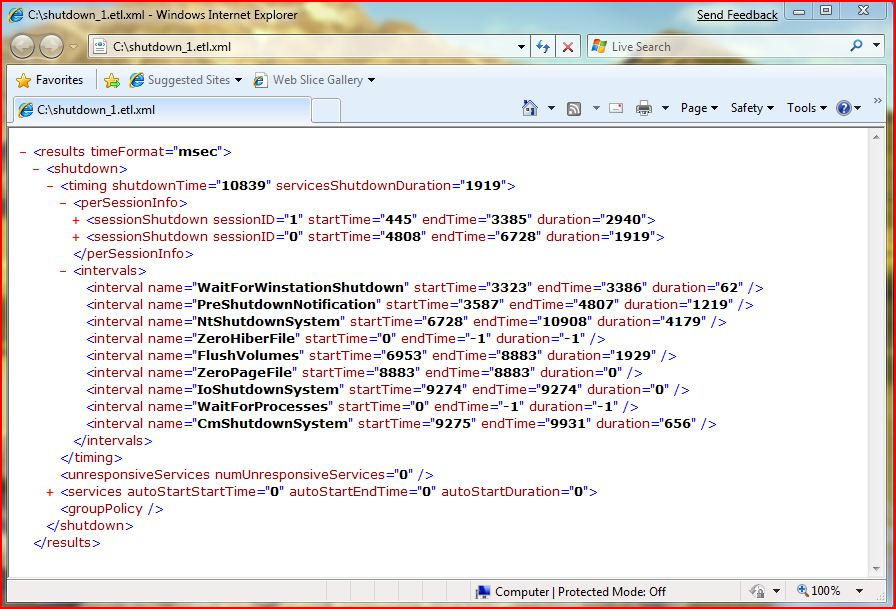 C:\shutdown_1.etl.xml - Windows Internet Explorer
Send Feedback
C:\shutdown_1.etl.xml
Live Search
Favorites
Suggested Sites
Web Slice Gallery
C:\shutdown_1.etl.xml
Page
Safety
Tools
- <results timeFormat="msec">
- <shutdown>
- <timing shutdownTime="10839" servicesShutdownDuration="1919">
- <perSessionInfo>
+ <sessionShutdown sessionID="1" startTime="445" endTime="3385" duration="2940">
+ <sessionShutdown sessionID="0" startTime="4808" endTime="6728" duration="1919">
</perSessionInfo>
- <intervals>
<interval name="WaitForWinstationShutdown" startTime="3323" endTime="3386" duration="62" />
<interval name="PreShutdownNotification" startTime="3587" endTime="4807" duration="1219" />
<interval name="NtShutdownSystem" startTime="6728" endTime="10908" duration="4179" />
<interval name="ZeroHiberFile" startTime="0" endTime="-1" duration="-1" />
<interval name="FlushVolumes" startTime="6953" endTime="8883" duration="1929" />
<interval name="ZeroPageFile" startTime="8883" endTime="8883" duration="0" />
<interval name="IoShutdownSystem" startTime="9274" endTime="9274" duration="0" />
<interval name="WaitForProcesses" startTime="0" endTime="-1" duration="-1" />
<interval name="CmShutdownSystem" startTime="9275" endTime="9931" duration="656" />
</intervals>
</timing>
<unresponsiveServices numUnresponsiveServices="0" />
+ <services autoStartStartTime="0" autoStartEndTime="0" autoStartDuration="0">
<groupPolicy />
</shutdown>
</results>
Computer | Protected Mode: Off
100%